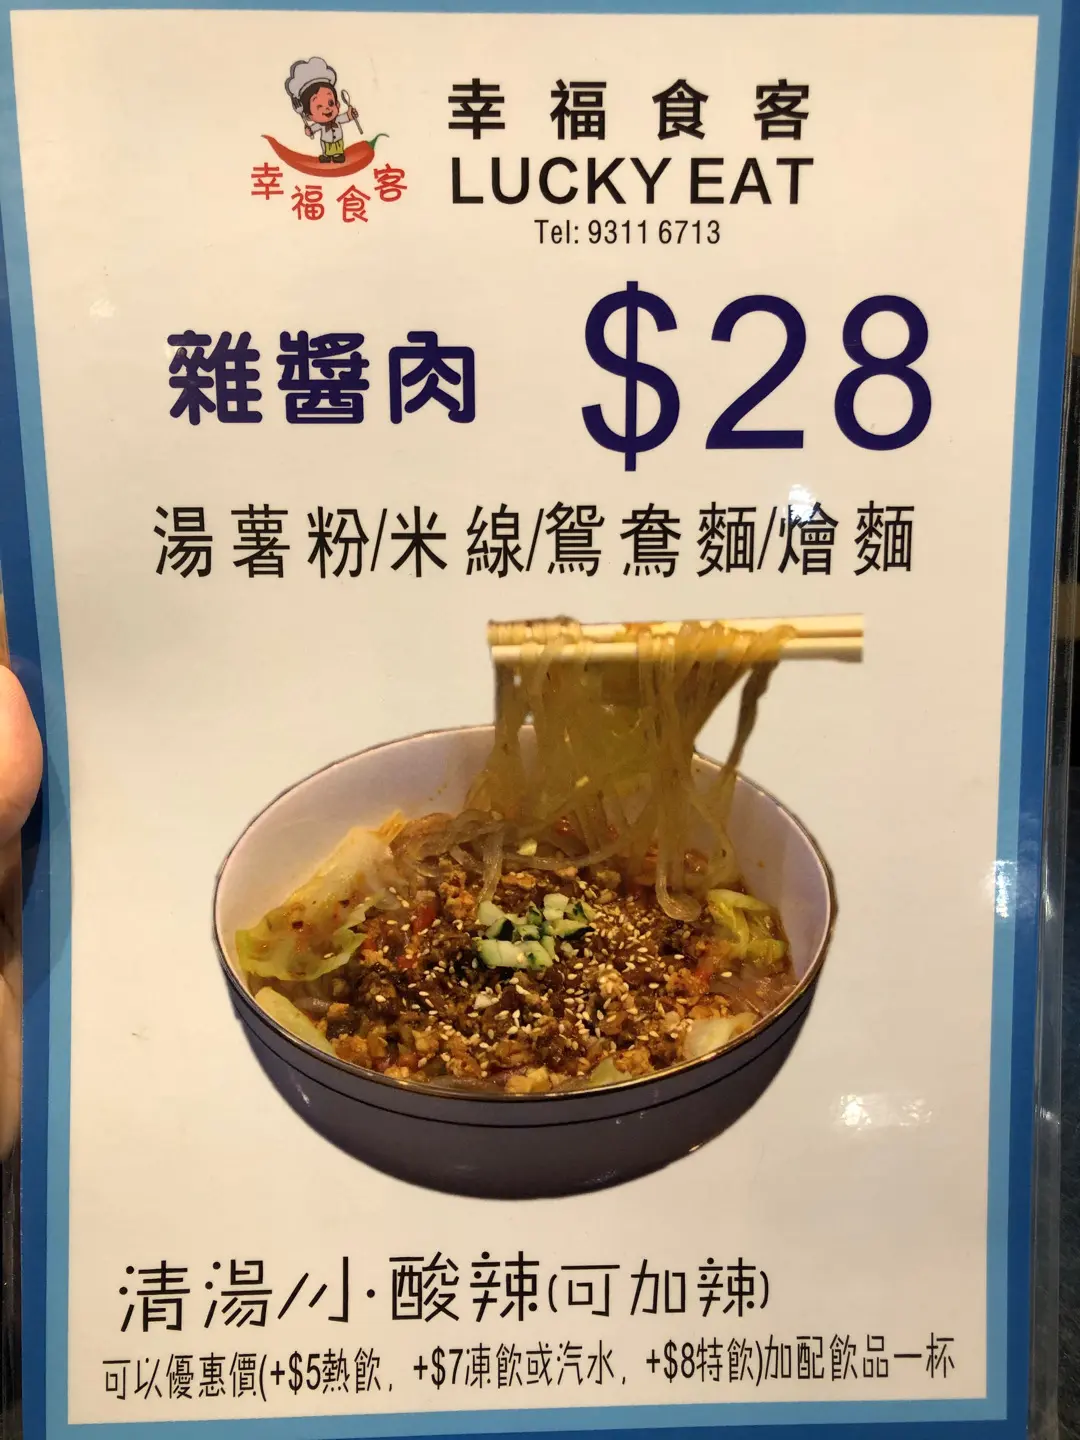 幸福食客
幸福食客
LUCKY EAT
Tel: 9311 6713
雜醬肉 $28
湯薯粉/米線/鴛鴦麵/燴麵
清湯/小·酸辣(可加辣)
可以優惠價(+$5熱飲, +$7凍飲或汽水, +$8特飲)加配飲品一杯